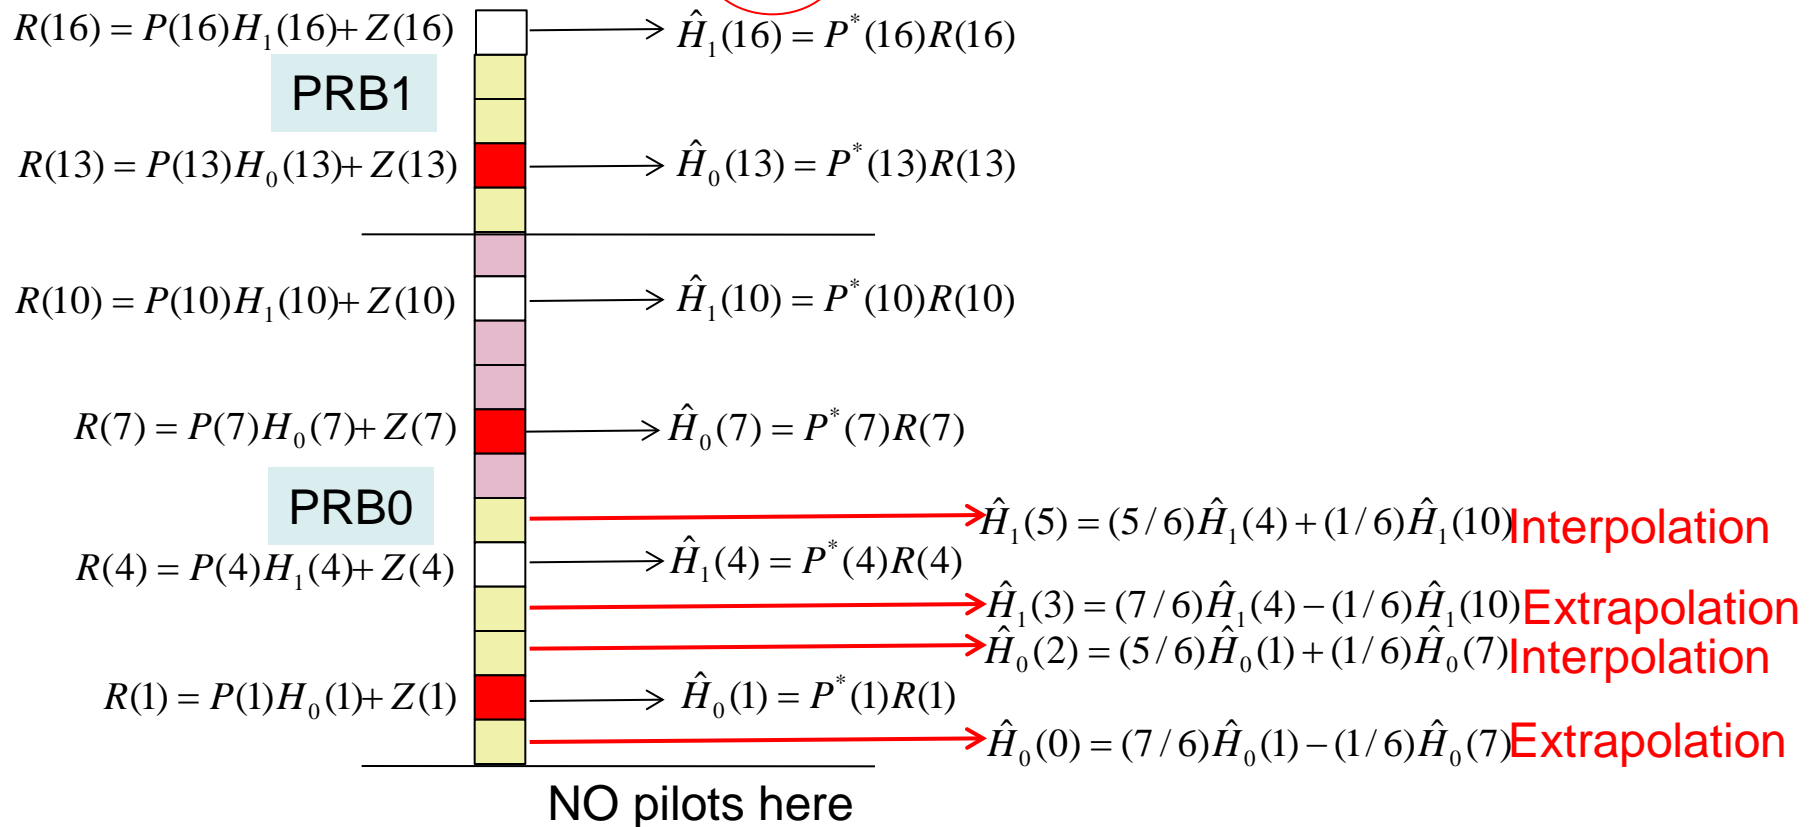 R(16) = P(16)H₁(16)+ Z(16)
Ĥ₁(16) = P*(16)R(16)
PRB1
R(13) = P(13)H₀(13)+ Z(13)
Ĥ₀(13) = P*(13)R(13)
R(10) = P(10)H₁(10)+ Z(10)
Ĥ₁(10) = P*(10)R(10)
R(7) = P(7)H₀(7)+ Z(7)
Ĥ₀(7) = P*(7)R(7)
PRB0
Ĥ₁(5) = (5/6)Ĥ₁(4) + (1/6)Ĥ₁(10) Interpolation
R(4) = P(4)H₁(4)+ Z(4)
Ĥ₁(4) = P*(4)R(4)
Ĥ₁(3) = (7/6)Ĥ₁(4) − (1/6)Ĥ₁(10) Extrapolation
Ĥ₀(2) = (5/6)Ĥ₀(1) + (1/6)Ĥ₀(7) Interpolation
R(1) = P(1)H₀(1)+ Z(1)
Ĥ₀(1) = P*(1)R(1)
Ĥ₀(0) = (7/6)Ĥ₀(1) − (1/6)Ĥ₀(7) Extrapolation
NO pilots here